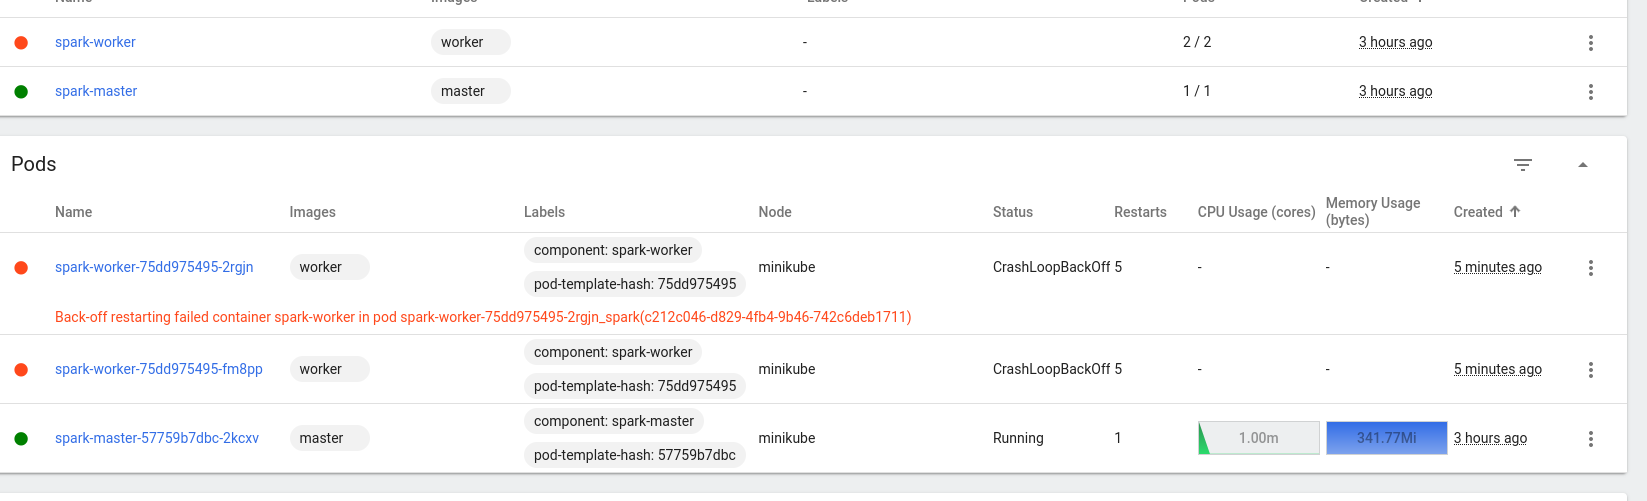 Name Images Labels Pods Created
spark-worker worker - 2 / 2 3 hours ago
spark-master master - 1 / 1 3 hours ago
Pods
Name Images Labels Node Status Restarts CPU Usage (cores) Memory Usage (bytes) Created
component: spark-worker
spark-worker-75dd975495-2rgjn worker minikube CrashLoopBackOff 5 - - 5 minutes ago
pod-template-hash: 75dd975495
Back-off restarting failed container spark-worker in pod spark-worker-75dd975495-2rgjn_spark(c212c046-d829-4fb4-9b46-742c6deb1711)
component: spark-worker
spark-worker-75dd975495-fm8pp worker minikube CrashLoopBackOff 5 - - 5 minutes ago
pod-template-hash: 75dd975495
component: spark-master
spark-master-57759b7dbc-2kcxv master minikube Running 1 1.00m 341.77Mi 3 hours ago
pod-template-hash: 57759b7dbc